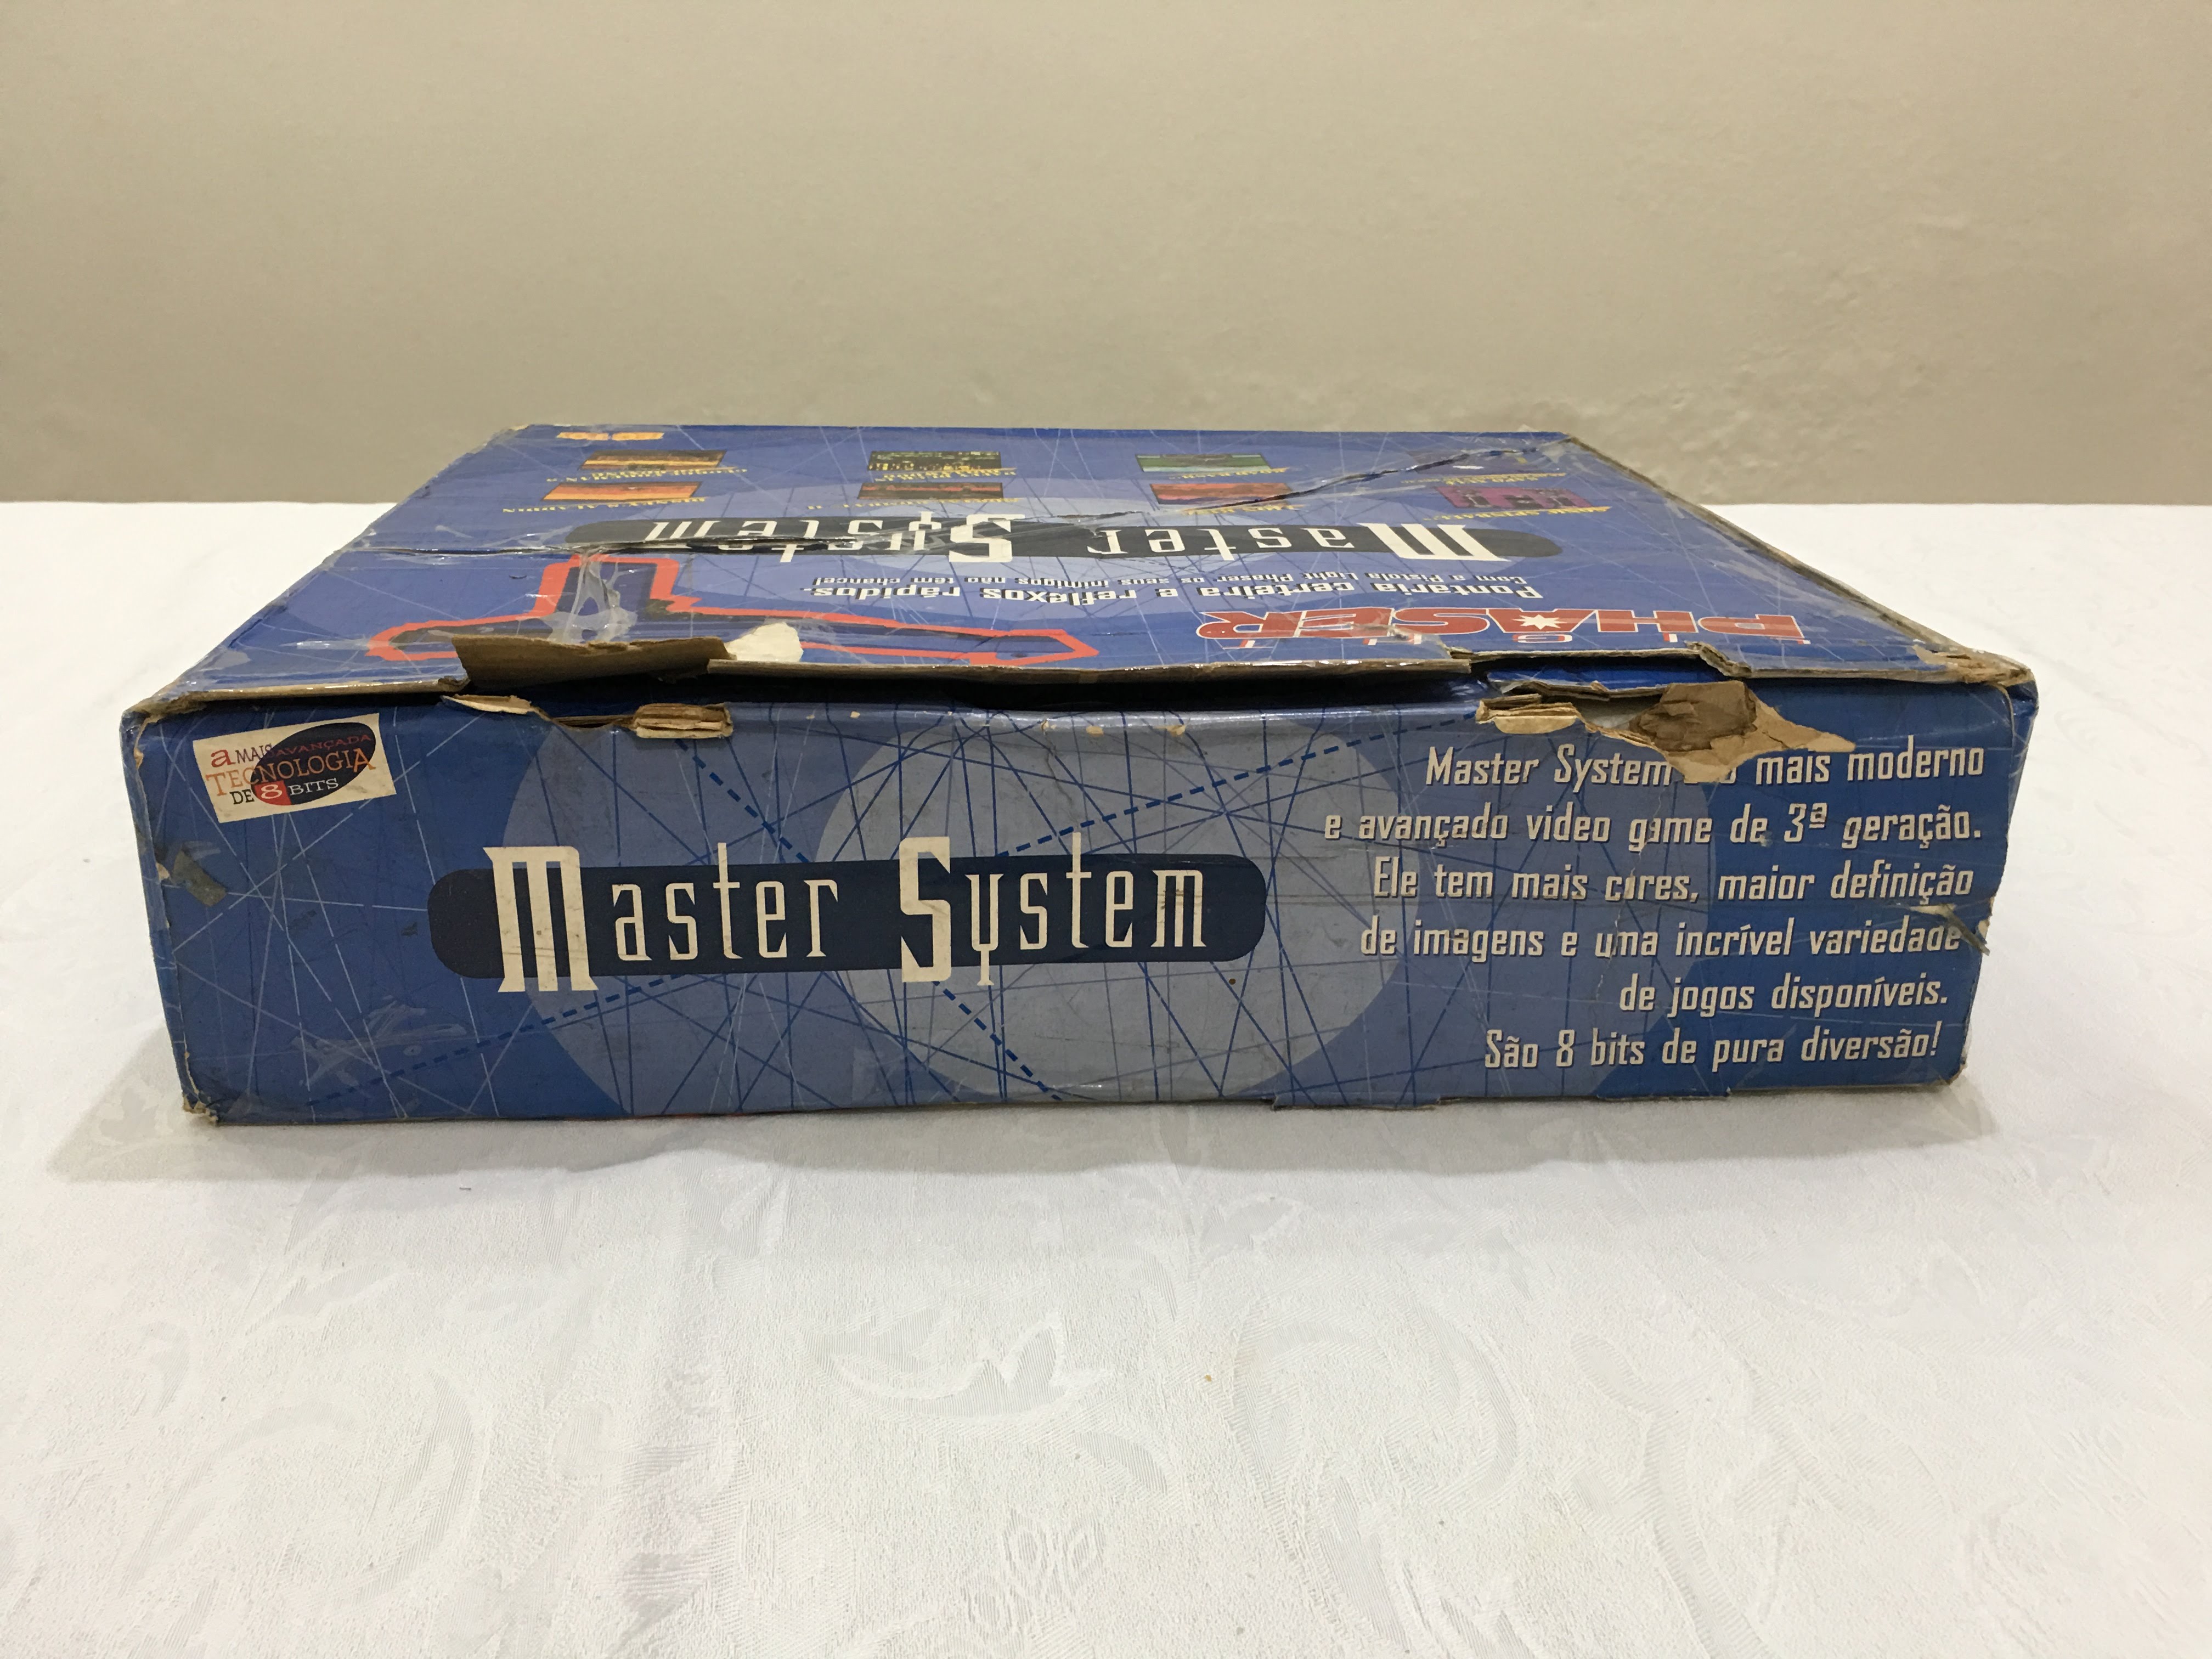 PHASER
Pontaria certeira e reflexos rápidos.
Com a Pistola Light Phaser os seus inimigos não tem chance!
Master System
a MAIS AVANÇADA
TECNOLOGIA
DE 8 BITS
Master System
Master System mais moderno
e avançado video game de 3ª geração.
Ele tem mais cores, maior definição
de imagens e uma incrível variedade
de jogos disponíveis.
São 8 bits de pura diversão!